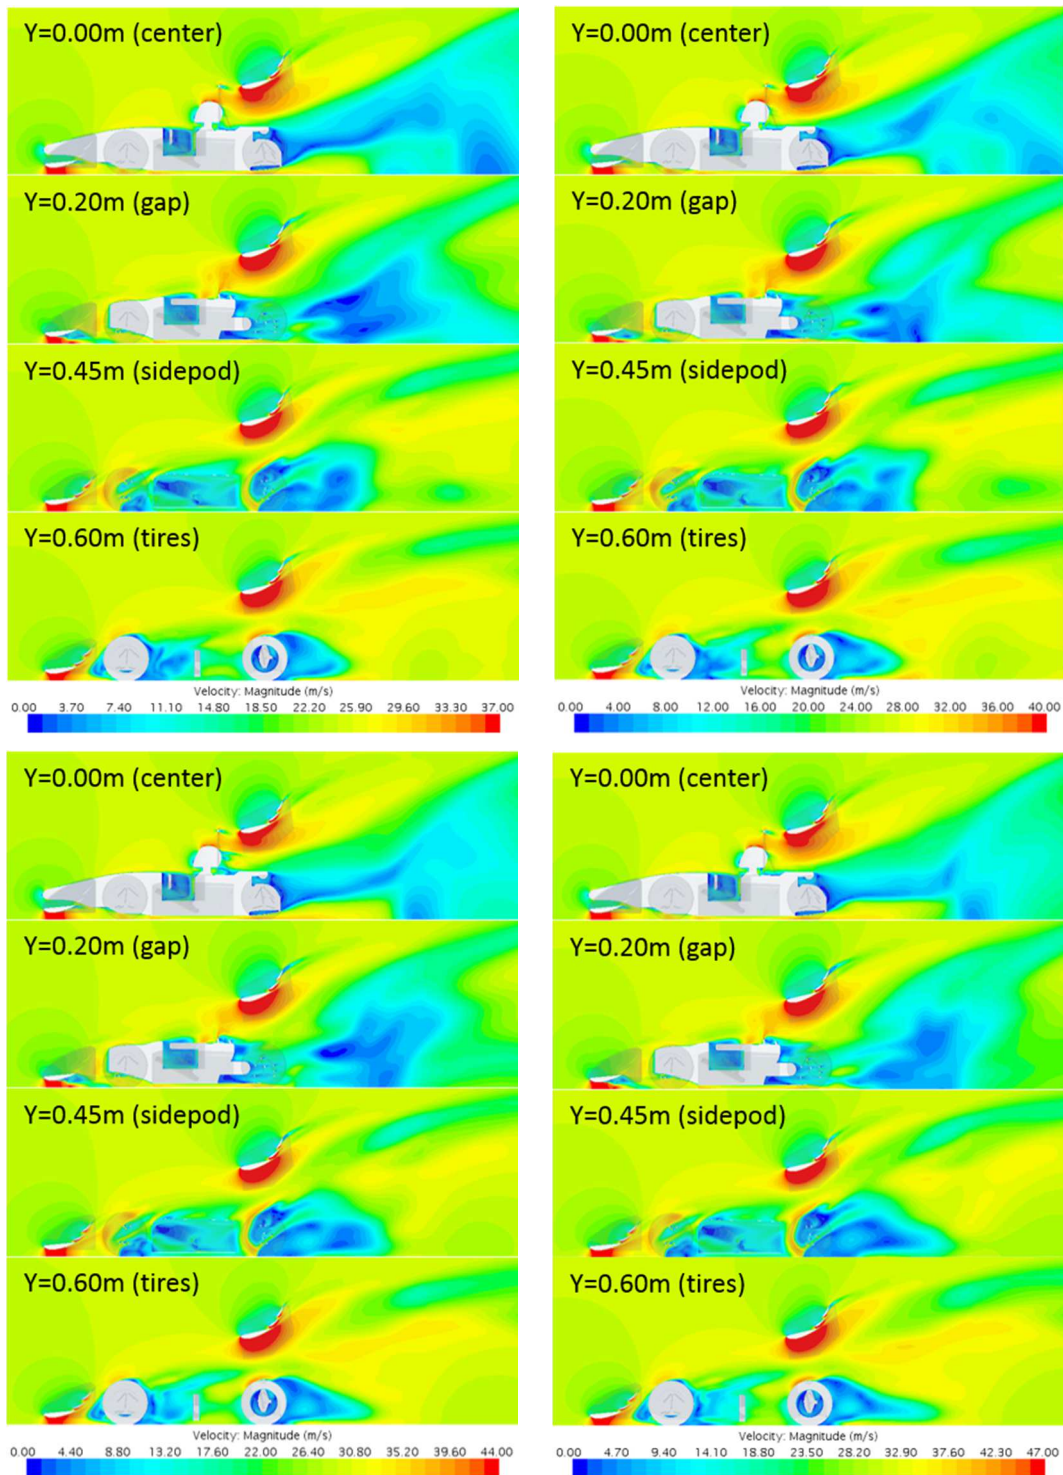 Y=0.00m (center)
Y=0.20m (gap)
Y=0.45m (sidepod)
Y=0.60m (tires)
Velocity: Magnitude (m/s)
0.00 3.70 7.40 11.10 14.80 18.50 22.20 25.90 29.60 33.30 37.00
Y=0.00m (center)
Y=0.20m (gap)
Y=0.45m (sidepod)
Y=0.60m (tires)
Velocity: Magnitude (m/s)
0.00 4.00 8.00 12.00 16.00 20.00 24.00 28.00 32.00 36.00 40.00
Y=0.00m (center)
Y=0.20m (gap)
Y=0.45m (sidepod)
Y=0.60m (tires)
Velocity: Magnitude (m/s)
0.00 4.40 8.80 13.20 17.60 22.00 26.40 30.80 35.20 39.60 44.00
Y=0.00m (center)
Y=0.20m (gap)
Y=0.45m (sidepod)
Y=0.60m (tires)
Velocity: Magnitude (m/s)
0.00 4.70 9.40 14.10 18.80 23.50 28.20 32.90 37.60 42.30 47.00